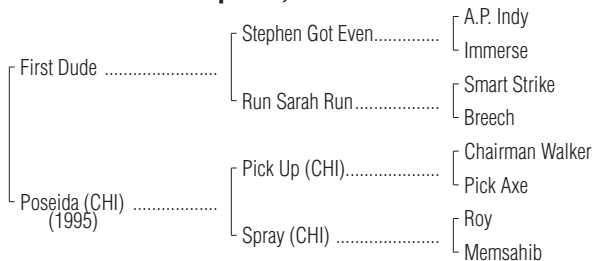 A.P. Indy
Stephen Got Even..............
Immerse
First Dude ........................
Smart Strike
Run Sarah Run..................
Breech
Chairman Walker
Pick Up (CHI)....................
Pick Axe
Poseida (CHI) ..................
(1995)
Roy
Spray (CHI) ......................
Memsahib